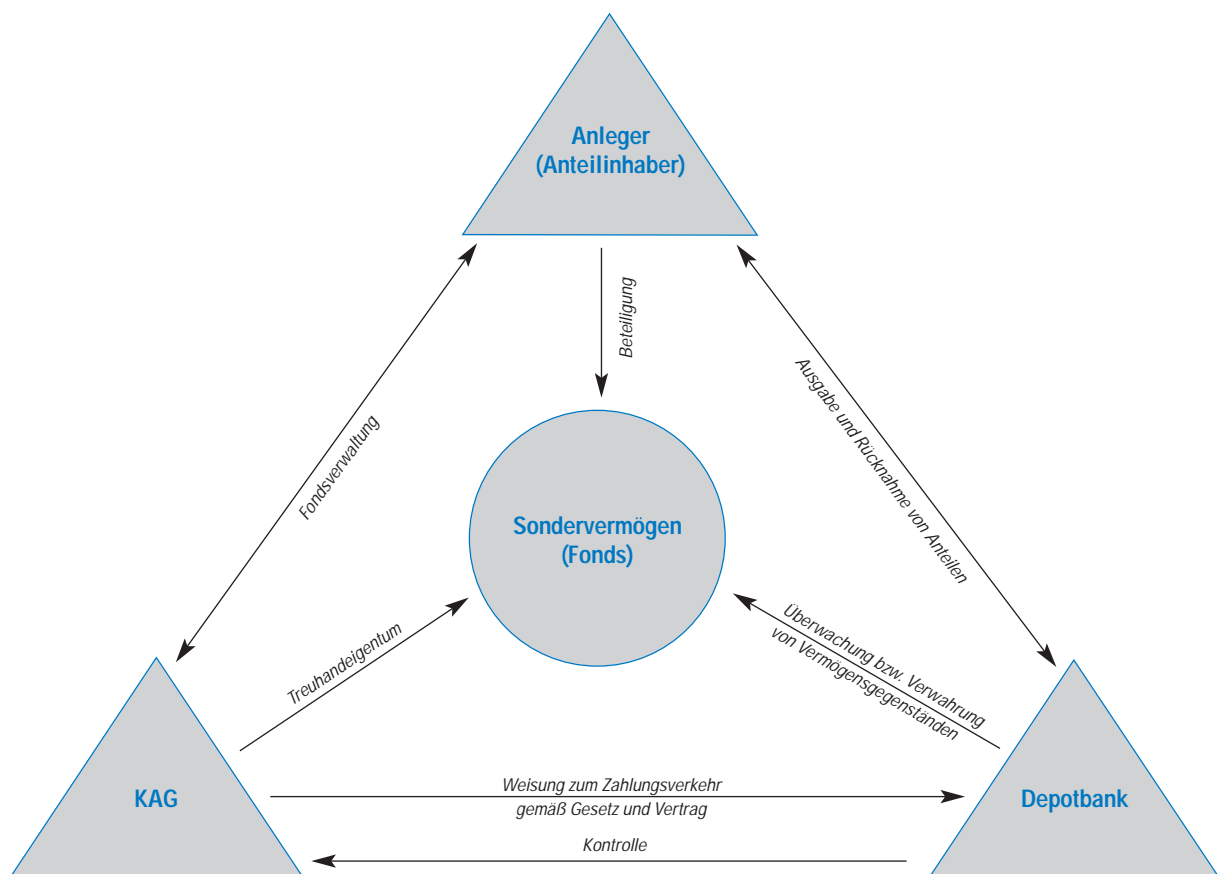 Anleger
(Anteilinhaber)
Beteiligung
Fondsverwaltung
Ausgabe und Rücknahme von Anteilen
Sondervermögen
(Fonds)
Treuhandeigentum
Überwachung bzw. Verwahrung
von Vermögensgegenständen
KAG
Weisung zum Zahlungsverkehr
gemäß Gesetz und Vertrag
Depotbank
Kontrolle